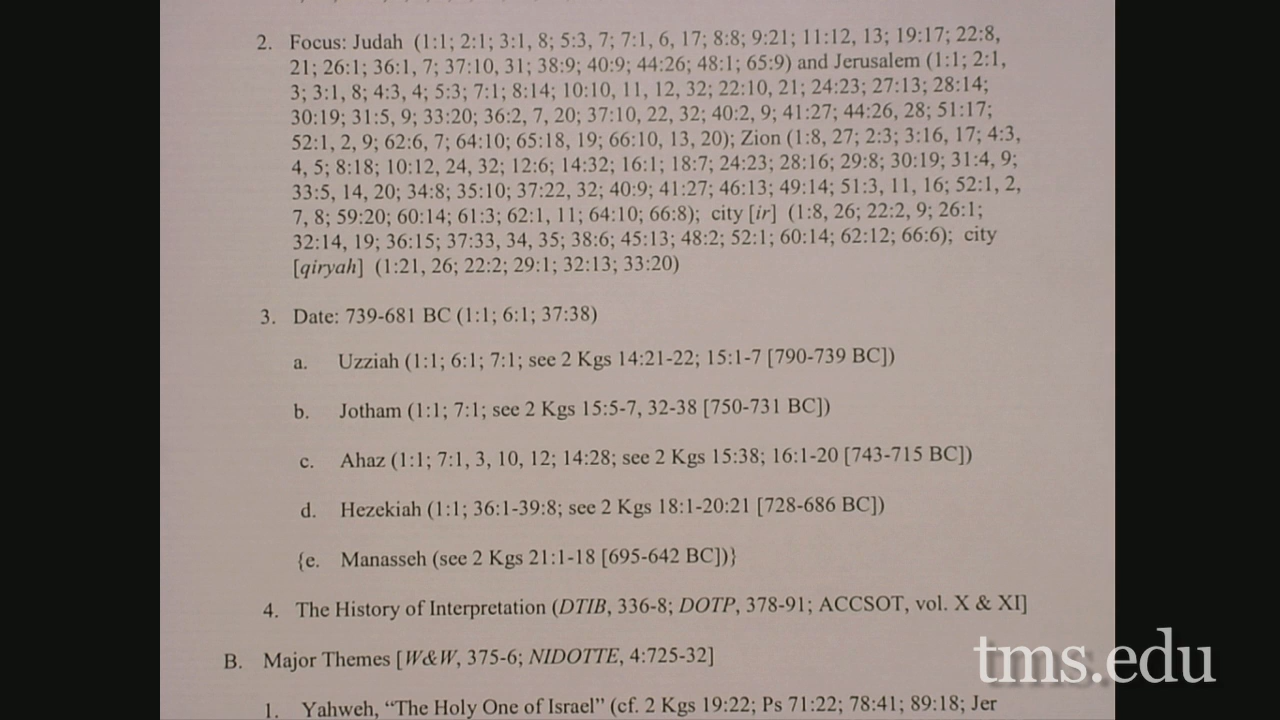 2. Focus: Judah (1:1; 2:1; 3:1, 8; 5:3, 7; 7:1, 6, 17; 8:8; 9:21; 11:12, 13; 19:17; 22:8,
21; 26:1; 36:1, 7; 37:10, 31; 38:9; 40:9; 44:26; 48:1; 65:9) and Jerusalem (1:1; 2:1,
3; 3:1, 8; 4:3, 4; 5:3; 7:1; 8:14; 10:10, 11, 12, 32; 22:10, 21; 24:23; 27:13; 28:14;
30:19; 31:5, 9; 33:20; 36:2, 7, 20; 37:10, 22, 32; 40:2, 9; 41:27; 44:26, 28; 51:17;
52:1, 2, 9; 62:6, 7; 64:10; 65:18, 19; 66:10, 13, 20); Zion (1:8, 27; 2:3; 3:16, 17; 4:3,
4, 5; 8:18; 10:12, 24, 32; 12:6; 14:32; 16:1; 18:7; 24:23; 28:16; 29:8; 30:19; 31:4, 9;
33:5, 14, 20; 34:8; 35:10; 37:22, 32; 40:9; 41:27; 46:13; 49:14; 51:3, 11, 16; 52:1, 2,
7, 8; 59:20; 60:14; 61:3; 62:1, 11; 64:10; 66:8); city [ir] (1:8, 26; 22:2, 9; 26:1;
32:14, 19; 36:15; 37:33, 34, 35; 38:6; 45:13; 48:2; 52:1; 60:14; 62:12; 66:6); city
[qiryah] (1:21, 26; 22:2; 29:1; 32:13; 33:20)
3. Date: 739-681 BC (1:1; 6:1; 37:38)
a. Uzziah (1:1; 6:1; 7:1; see 2 Kgs 14:21-22; 15:1-7 [790-739 BC])
b. Jotham (1:1; 7:1; see 2 Kgs 15:5-7, 32-38 [750-731 BC])
c. Ahaz (1:1; 7:1, 3, 10, 12; 14:28; see 2 Kgs 15:38; 16:1-20 [743-715 BC])
d. Hezekiah (1:1; 36:1-39:8; see 2 Kgs 18:1-20:21 [728-686 BC])
{e. Manasseh (see 2 Kgs 21:1-18 [695-642 BC])}
4. The History of Interpretation (DTIB, 336-8; DOTP, 378-91; ACCSOT, vol. X & XI]
B. Major Themes [W&W, 375-6; NIDOTTE, 4:725-32]
1. Yahweh, “The Holy One of Israel” (cf. 2 Kgs 19:22; Ps 71:22; 78:41; 89:18; Jer
tms.edu